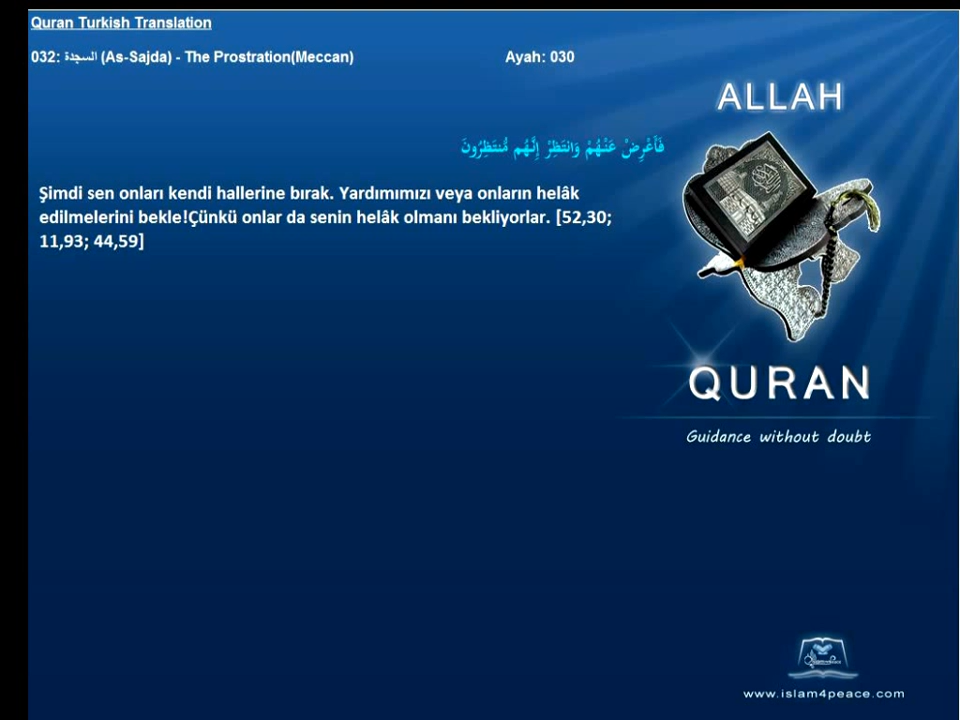 Quran Turkish Translation
032: السجدة (As-Sajda) - The Prostration(Meccan) Ayah: 030
ALLAH
فَأَعْرِضْ عَنْهُمْ وَانتَظِرْ إِنَّهُم مُّنتَظِرُونَ
Şimdi sen onları kendi hallerine bırak. Yardımımızı veya onların helâk
edilmelerini bekle!Çünkü onlar da senin helâk olmanı bekliyorlar. [52,30;
11,93; 44,59]
QURAN
Guidance without doubt
www.islam4peace.com